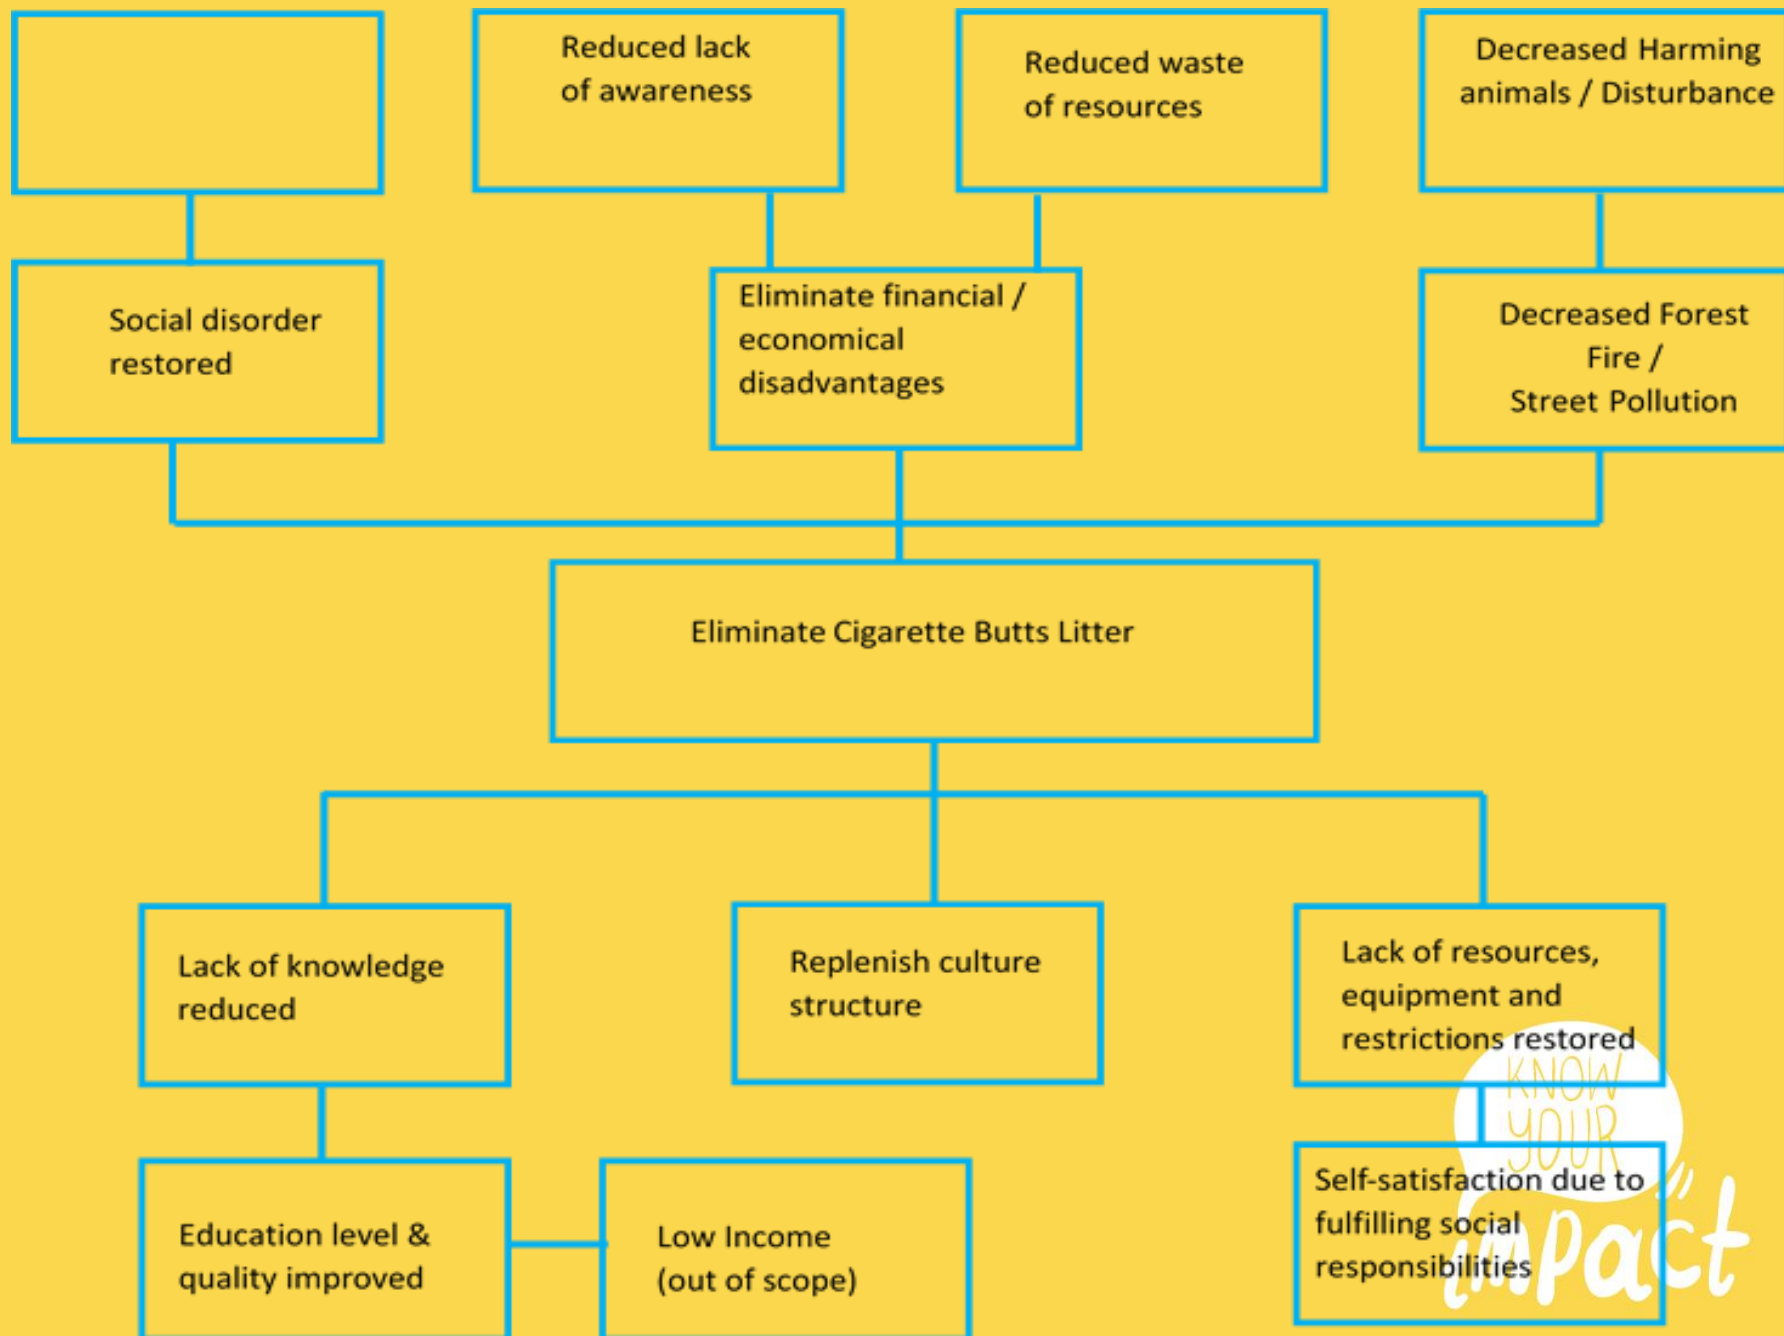 Reduced lack
of awareness
Reduced waste
of resources
Decreased Harming
animals / Disturbance
Social disorder
restored
Eliminate financial /
economical
disadvantages
Decreased Forest
Fire /
Street Pollution
Eliminate Cigarette Butts Litter
Lack of knowledge
reduced
Replenish culture
structure
Lack of resources,
equipment and
restrictions restored
Education level &
quality improved
Low Income
(out of scope)
Self-satisfaction due to
fulfilling social
responsibilities
KNOW
YOUR
impact